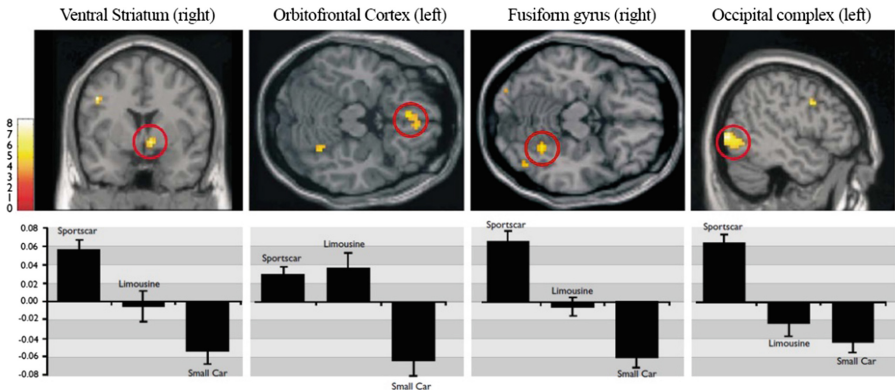 Ventral Striatum (right)
Orbitofrontal Cortex (left)
Fusiform gyrus (right)
Occipital complex (left)
8
7
6
5
4
3
2
1
0
0.08
0.06
0.04
0.02
0.00
-0.02
-0.04
-0.06
-0.08
Sportscar
Limousine
Small Car
Sportscar
Limousine
Small Car
Sportscar
Limousine
Small Car
Sportscar
Limousine
Small Car